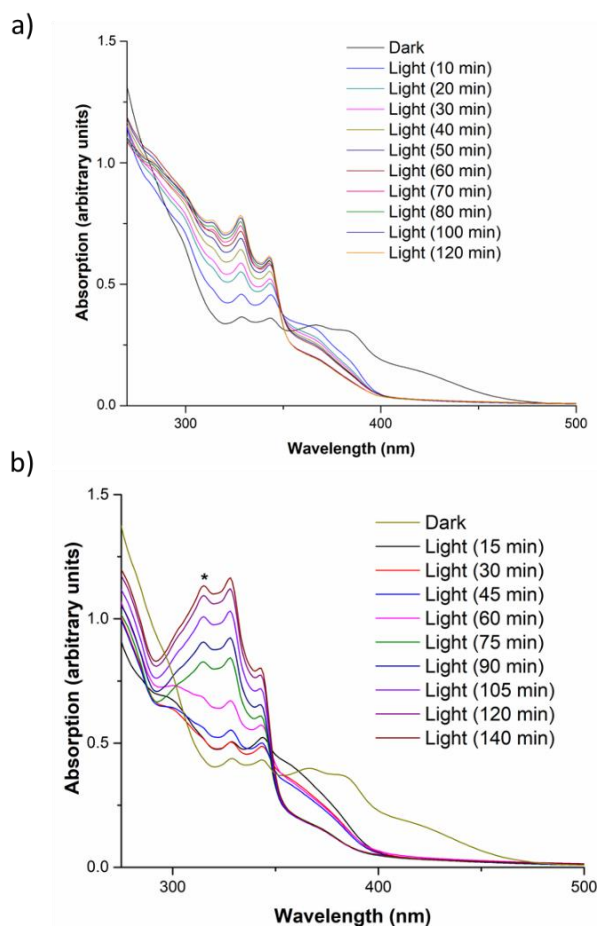 a)
1.5
1.0
0.5
0.0
Absorption (arbitrary units)
Dark
Light (10 min)
Light (20 min)
Light (30 min)
Light (40 min)
Light (50 min)
Light (60 min)
Light (70 min)
Light (80 min)
Light (100 min)
Light (120 min)
300
400
500
Wavelength (nm)
b)
1.5
1.0
0.5
0.0
Absorption (arbitrary units)
*
Dark
Light (15 min)
Light (30 min)
Light (45 min)
Light (60 min)
Light (75 min)
Light (90 min)
Light (105 min)
Light (120 min)
Light (140 min)
300
400
500
Wavelength (nm)